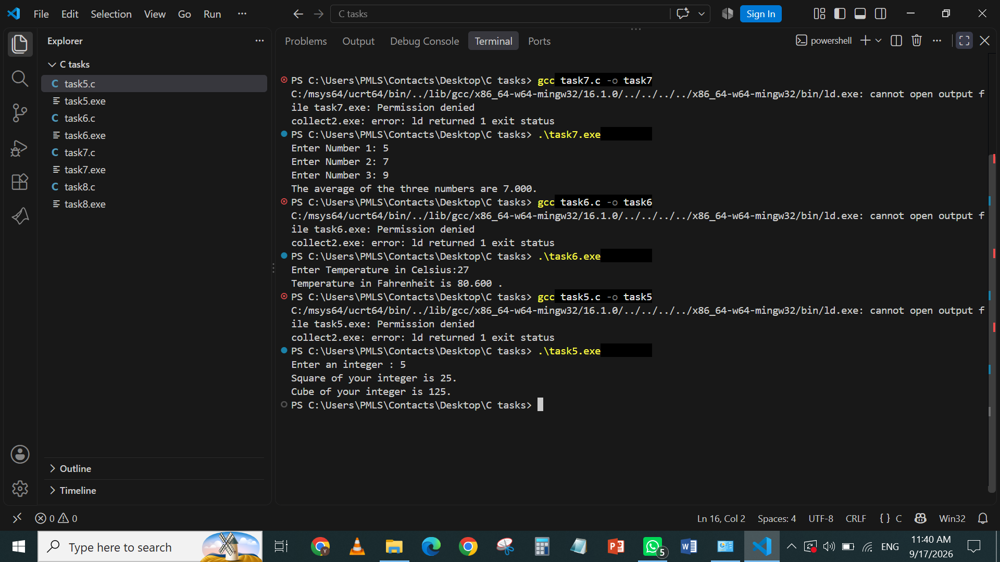 File Edit Selection View Go Run ···
C tasks
Sign In
Explorer
Problems Output Debug Console Terminal Ports
powershell
C tasks
task5.c
task5.exe
task6.c
task6.exe
task7.c
task7.exe
task8.c
task8.exe
Outline
Timeline
PS C:\Users\PMLS\Contacts\Desktop\C tasks> gcc task7.c -o task7
C:/msys64/ucrt64/bin/../lib/gcc/x86_64-w64-mingw32/16.1.0/../../../../x86_64-w64-mingw32/bin/ld.exe: cannot open output f
ile task7.exe: Permission denied
collect2.exe: error: ld returned 1 exit status
PS C:\Users\PMLS\Contacts\Desktop\C tasks> .\task7.exe
Enter Number 1: 5
Enter Number 2: 7
Enter Number 3: 9
The average of the three numbers are 7.000.
PS C:\Users\PMLS\Contacts\Desktop\C tasks> gcc task6.c -o task6
C:/msys64/ucrt64/bin/../lib/gcc/x86_64-w64-mingw32/16.1.0/../../../../x86_64-w64-mingw32/bin/ld.exe: cannot open output f
ile task6.exe: Permission denied
collect2.exe: error: ld returned 1 exit status
PS C:\Users\PMLS\Contacts\Desktop\C tasks> .\task6.exe
Enter Temperature in Celsius:27
Temperature in Fahrenheit is 80.600 .
PS C:\Users\PMLS\Contacts\Desktop\C tasks> gcc task5.c -o task5
C:/msys64/ucrt64/bin/../lib/gcc/x86_64-w64-mingw32/16.1.0/../../../../x86_64-w64-mingw32/bin/ld.exe: cannot open output f
ile task5.exe: Permission denied
collect2.exe: error: ld returned 1 exit status
PS C:\Users\PMLS\Contacts\Desktop\C tasks> .\task5.exe
Enter an integer : 5
Square of your integer is 25.
Cube of your integer is 125.
PS C:\Users\PMLS\Contacts\Desktop\C tasks>
0 0
Ln 16, Col 2 Spaces: 4 UTF-8 CRLF { } C Win32
Type here to search
5
ENG
11:40 AM
9/17/2026